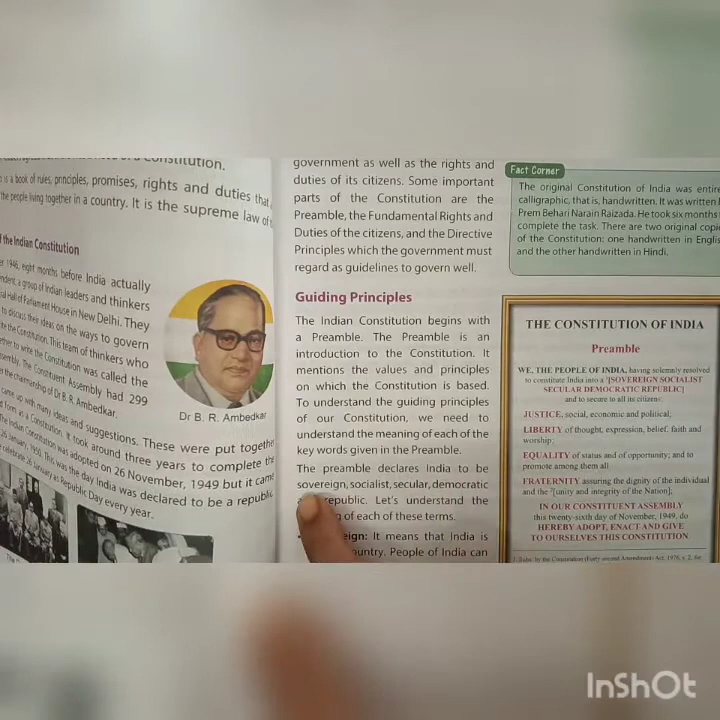 constitution.
is a book of rules, principles, promises, rights and duties that
the people living together in a country. It is the supreme law of
the Indian Constitution
1946, eight months before India actually
a group of Indian leaders and thinkers
Hall of Parliament House in New Delhi. They
to discuss their ideas on the ways to govern
the Constitution. This team of thinkers who
to write the Constitution was called the
The Constituent Assembly had 299
the chairmanship of Dr B. R. Ambedkar.
came up with many ideas and suggestions. These were put together
form in a Constitution. It took around three years to complete the
Indian Constitution was adopted on 26 November, 1949 but it came
26 January, 1950. This was the day India was declared to be a republic
celebrate 26 January as Republic Day every year.
Dr B. R. Ambedkar
government as well as the rights and
duties of its citizens. Some important
parts of the Constitution are the
Preamble, the Fundamental Rights and
Duties of the citizens, and the Directive
Principles which the government must
regard as guidelines to govern well.
Guiding Principles
The Indian Constitution begins with
a Preamble. The Preamble is an
introduction to the Constitution. It
mentions the values and principles
on which the Constitution is based.
To understand the guiding principles
of our Constitution, we need to
understand the meaning of each of the
key words given in the Preamble.
The preamble declares India to be
sovereign, socialist, secular, democratic
republic. Let's understand the
of each of these terms.
It means that India is
People of India can
Fact Corner
The original Constitution of India was
calligraphic, that is, handwritten. It was written
Prem Behari Narain Raizada. He took six months
complete the task. There are two original
of the Constitution: one handwritten in
and the other handwritten in Hindi.
THE CONSTITUTION OF INDIA
Preamble
WE, THE PEOPLE OF INDIA, having solemnly resolved
to constitute India into a ¹[SOVEREIGN SOCIALIST
SECULAR DEMOCRATIC REPUBLIC]
and to secure to all its citizens:
JUSTICE, social, economic and political;
LIBERTY of thought, expression, belief, faith and
worship;
EQUALITY of status and of opportunity; and to
promote among them all
FRATERNITY assuring the dignity of the individual
and the ²[unity and integrity of the Nation];
IN OUR CONSTITUENT ASSEMBLY
this twenty-sixth day of November, 1949, do
HEREBY ADOPT, ENACT AND GIVE
TO OURSELVES THIS CONSTITUTION
1. Subs. by the Constitution (Forty-second Amendment) Act, 1976, s. 2, for
InShOt